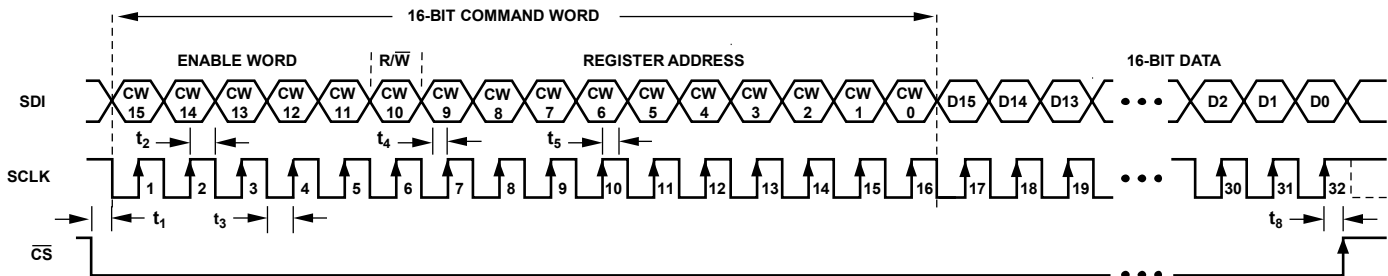 16-BIT COMMAND WORD
ENABLE WORD R/W̅ REGISTER ADDRESS 16-BIT DATA
SDI CW 15 CW 14 CW 13 CW 12 CW 11 CW 10 CW 9 CW 8 CW 7 CW 6 CW 5 CW 4 CW 3 CW 2 CW 1 CW 0 D15 D14 D13 ••• D2 D1 D0
t2 t4 t5
SCLK 1 2 3 4 5 6 7 8 9 10 11 12 13 14 15 16 17 18 19 ••• 30 31 32
t1 t3 t8
C̅S̅ •••